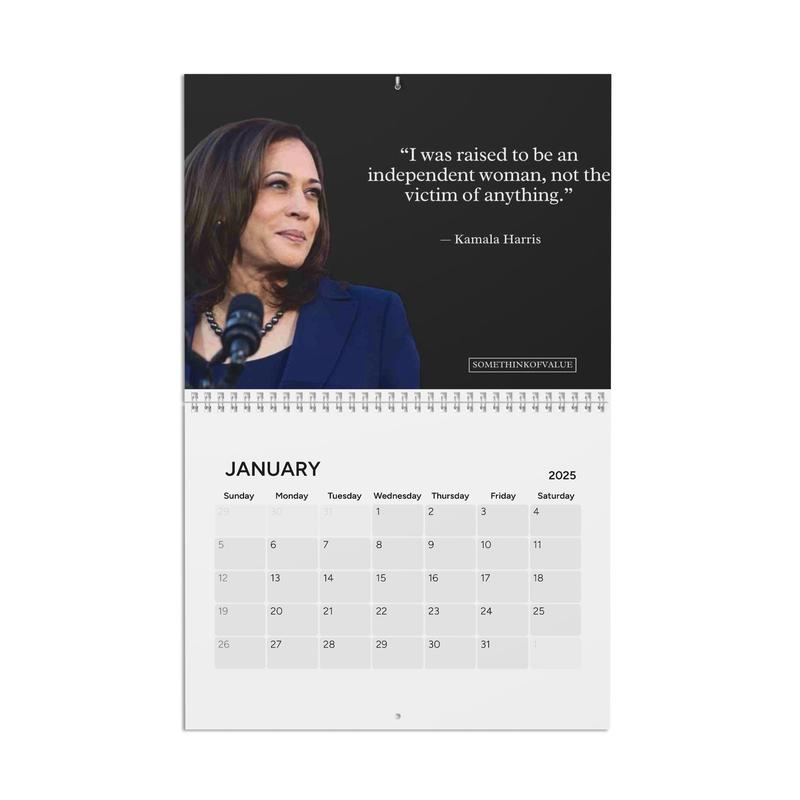 “I was raised to be an
independent woman, not the
victim of anything.”
— Kamala Harris
SOMETHINKOFVALUE
JANUARY
2025
Sunday Monday Tuesday Wednesday Thursday Friday Saturday
29 30 31 1 2 3 4
5 6 7 8 9 10 11
12 13 14 15 16 17 18
19 20 21 22 23 24 25
26 27 28 29 30 31 1